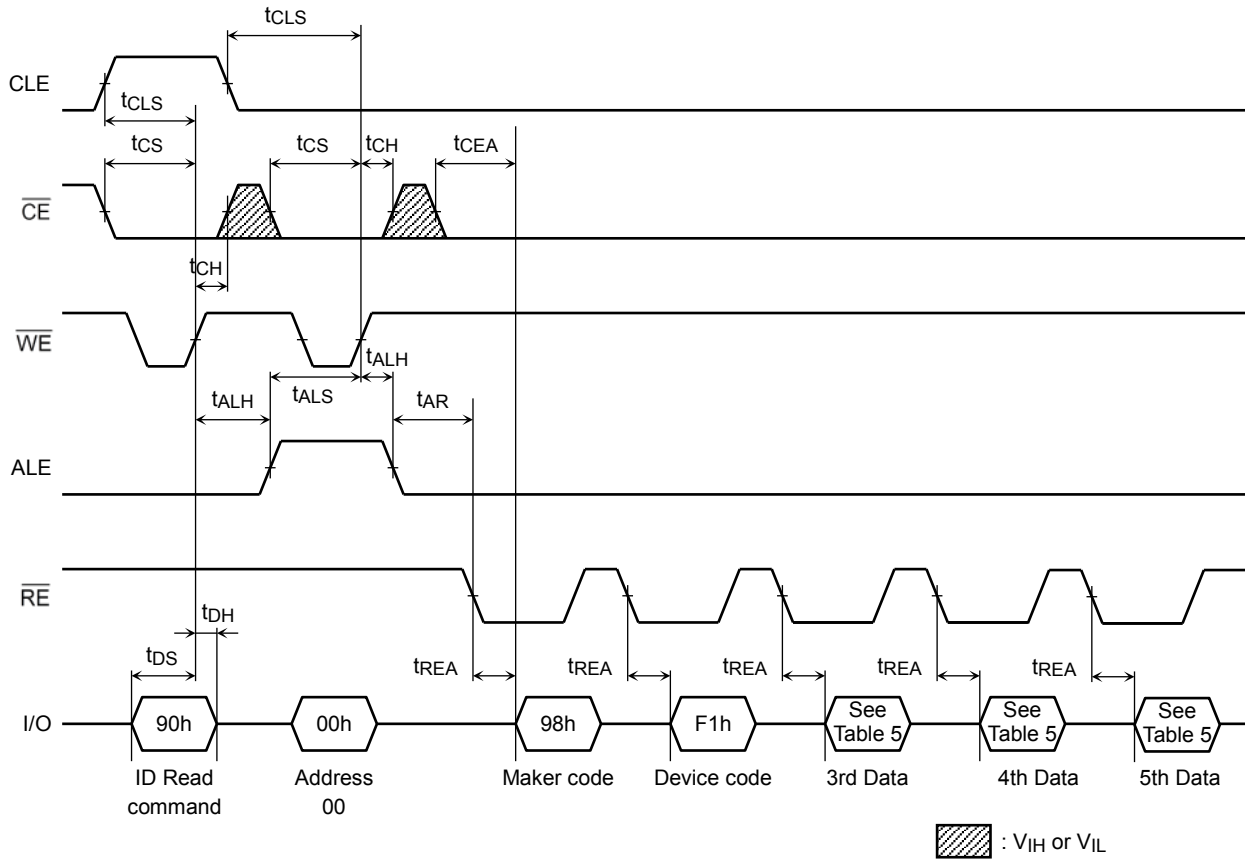 tCLS
CLE
tCLS
tCS
tCS
tCH
tCEA
CE
tCH
WE
tALH
tALH
tALS
tAR
ALE
RE
tDH
tDS
tREA
tREA
tREA
tREA
tREA
I/O
90h
00h
98h
F1h
See
Table 5
See
Table 5
See
Table 5
ID Read
command
Address
00
Maker code
Device code
3rd Data
4th Data
5th Data
: VIH or VIL